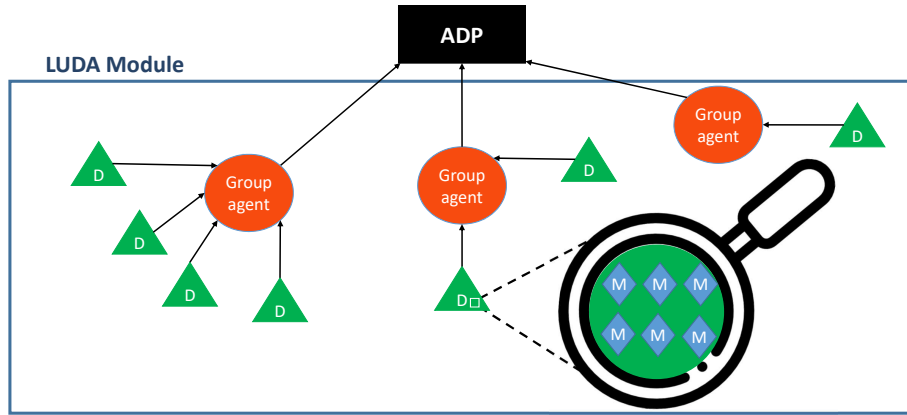 ADP
LUDA Module
Group
agent
D
D
Group
agent
D
Group
agent
D
D
D
D
D
M M M
M M M